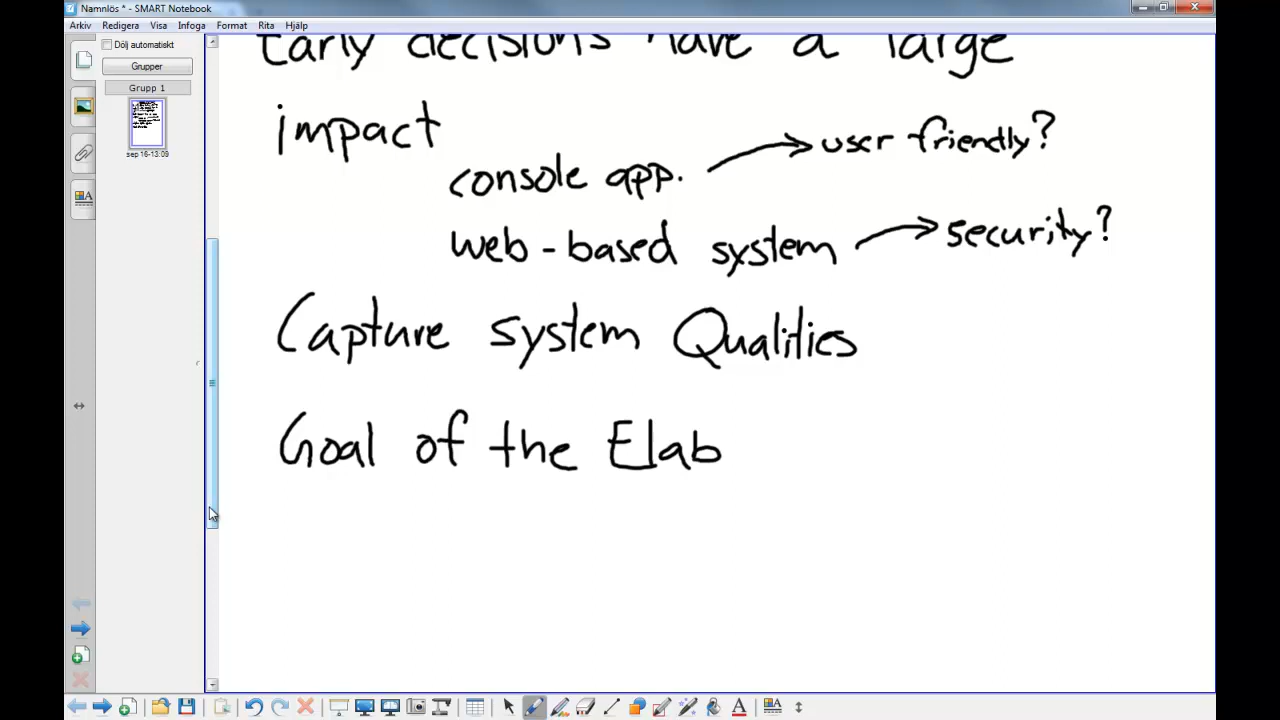 Namnlös * - SMART Notebook
Arkiv Redigera Visa Infoga Format Rita Hjälp
Dölj automatiskt
Grupper
Grupp 1
sep 16-13:09
Early decisions have a large
impact
console app. user friendly?
web-based system security?
Capture system Qualities
Goal of the Elab